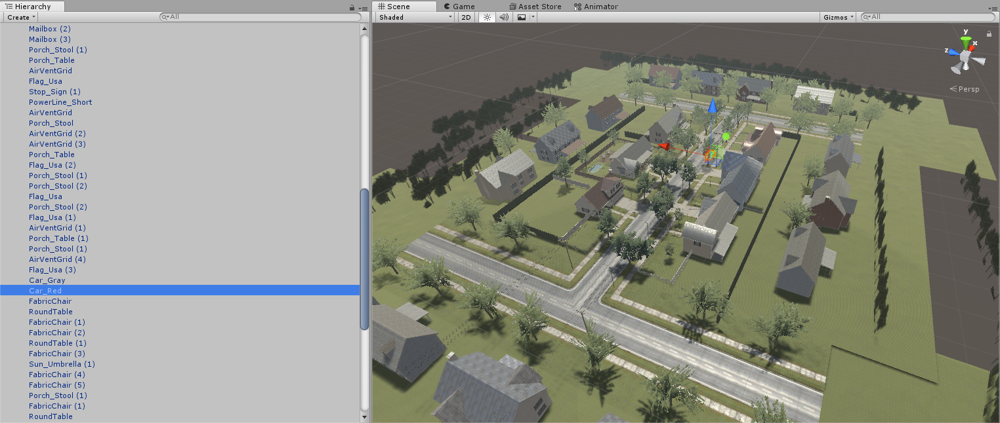 Hierarchy
Create
All
Mailbox (2)
Mailbox (3)
Porch_Stool (1)
Porch_Table
AirVentGrid
Flag_Usa
Stop_Sign (1)
PowerLine_Short
AirVentGrid
Porch_Stool
AirVentGrid (2)
AirVentGrid (3)
Porch_Table
Flag_Usa (2)
Porch_Stool (1)
Porch_Stool (2)
Flag_Usa
Porch_Stool (2)
Flag_Usa (1)
AirVentGrid (1)
Porch_Table (1)
Porch_Stool (1)
AirVentGrid (4)
Flag_Usa (3)
Car_Gray
Car_Red
FabricChair
RoundTable
FabricChair (1)
FabricChair (2)
RoundTable (1)
FabricChair (3)
Sun_Umbrella (1)
FabricChair (4)
FabricChair (5)
Porch_Stool (1)
FabricChair (1)
RoundTable
Scene Game Asset Store Animator
Shaded 2D Gizmos All
y
x
z
Persp